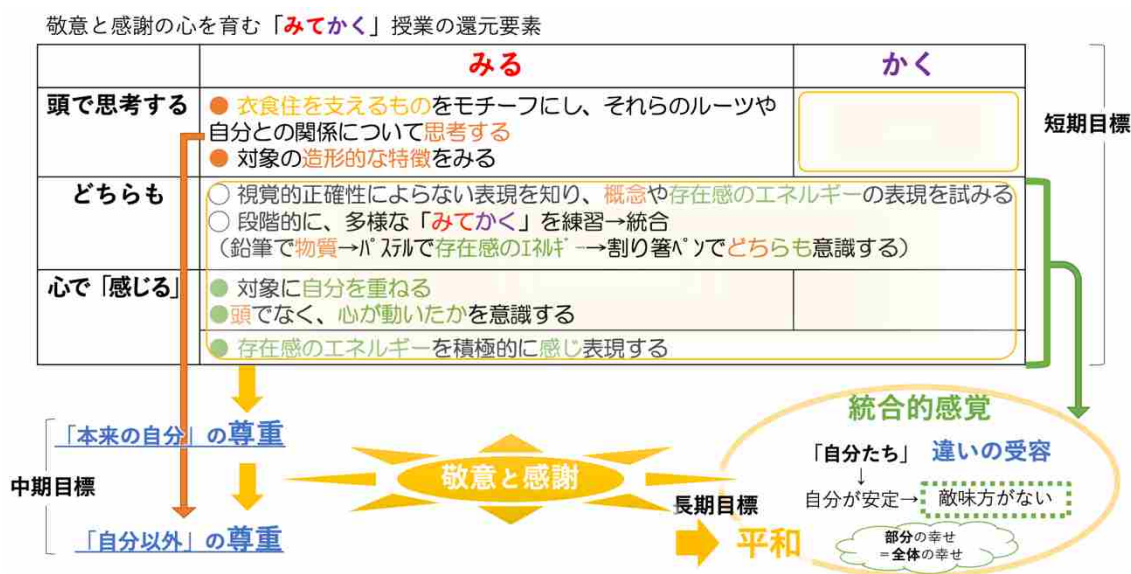 敬意と感謝の心を育む「みてかく」授業の還元要素
みる
かく
頭で思考する
● 衣食住を支えるものをモチーフにし、それらのルーツや
自分との関係について思考する
● 対象の造形的な特徴をみる
短期目標
どちらも
○ 視覚的正確性によらない表現を知り、概念や存在感のエネルギーの表現を試みる
○ 段階的に、多様な「みてかく」を練習→統合
（鉛筆で物質→ﾊﾟｽﾃﾙで存在感のｴﾈﾙｷﾞｰ→割り箸ﾍﾟﾝでどちらも意識する）
心で「感じる」
● 対象に自分を重ねる
●頭でなく、心が動いたかを意識する
● 存在感のエネルギーを積極的に感じ表現する
中期目標
「本来の自分」の尊重
「自分以外」の尊重
敬意と感謝
長期目標
平和
統合的感覚
「自分たち」 違いの受容
↓
自分が安定→ 敵味方がない
部分の幸せ
＝全体の幸せ